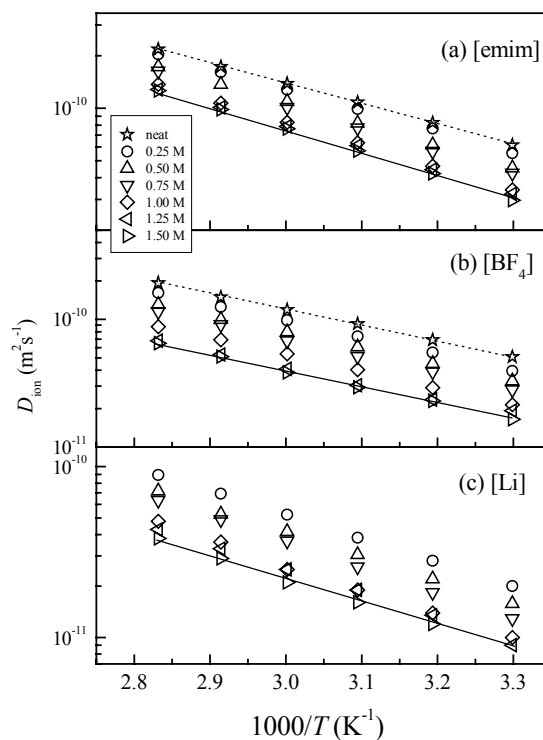 (a) [emim]
10⁻¹⁰
neat
0.25 M
0.50 M
0.75 M
1.00 M
1.25 M
1.50 M
(b) [BF₄]
10⁻¹⁰
D_ion (m²s⁻¹)
10⁻¹¹
10⁻¹⁰
(c) [Li]
10⁻¹¹
2.8 2.9 3.0 3.1 3.2 3.3
1000/T (K⁻¹)